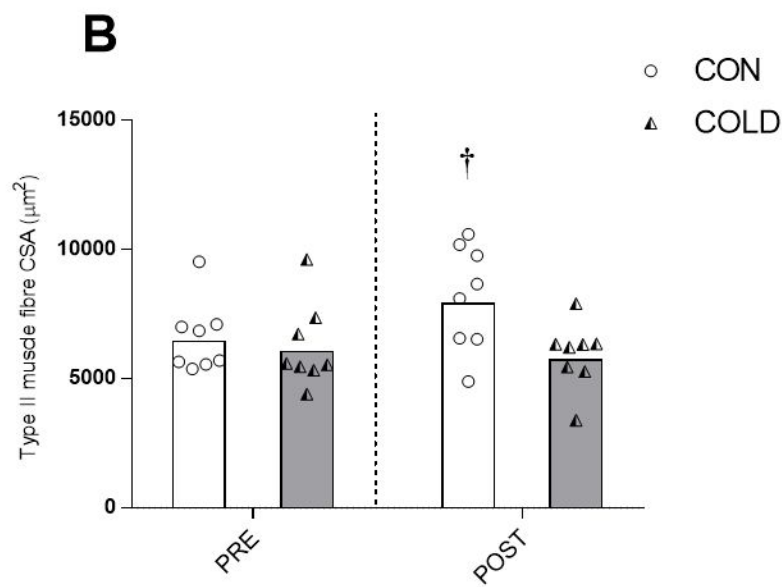 B
CON
COLD
15000
10000
5000
0
Type II muscle fibre CSA (μm²)
†
PRE
POST